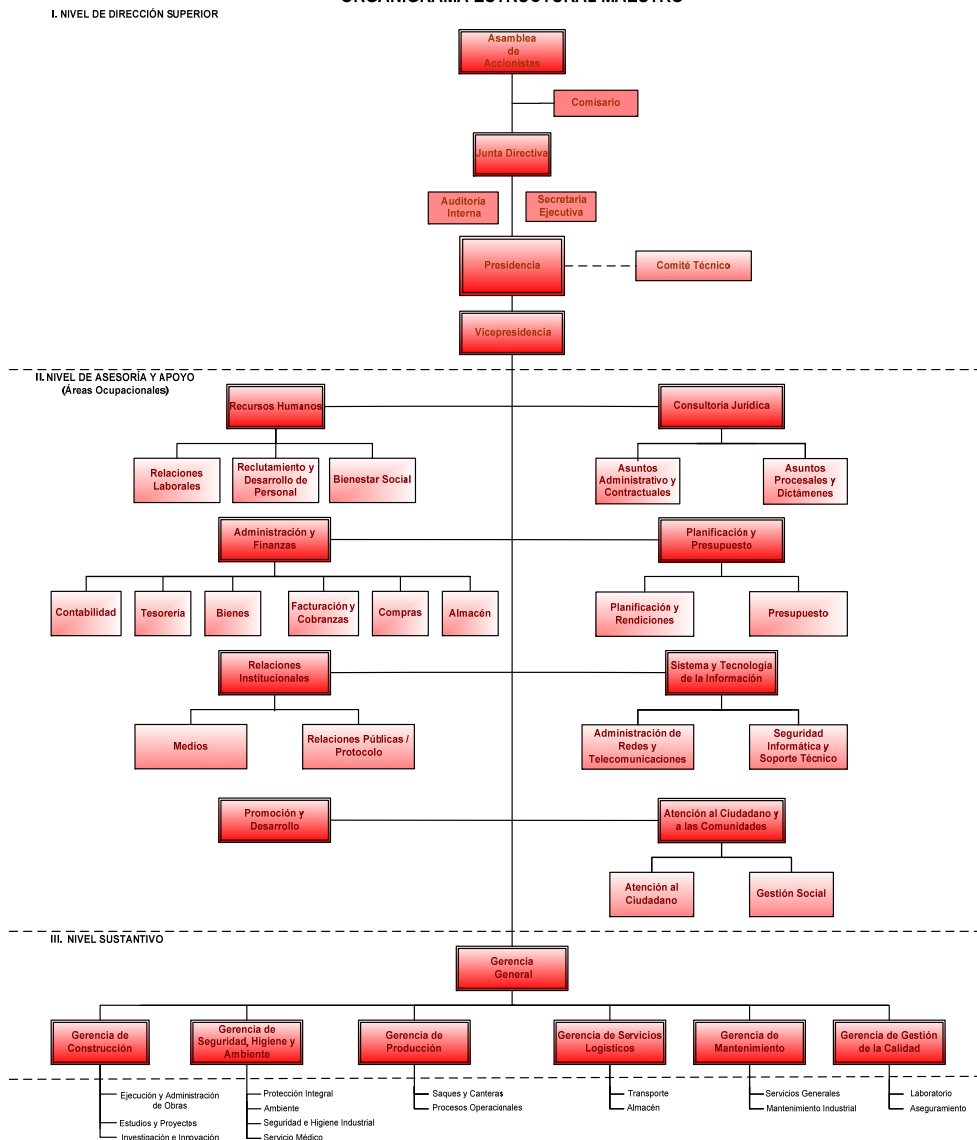 ORGANIGRAMA ESTRUCTURAL MAESTRO
I. NIVEL DE DIRECCIÓN SUPERIOR
Asamblea
de
Accionistas
Comisario
Junta Directiva
Auditoria
Interna
Secretaria
Ejecutiva
Presidencia
Comité Técnico
Vicepresidencia
II. NIVEL DE ASESORÍA Y APOYO
(Áreas Ocupacionales)
Recursos Humanos
Consultoría Jurídica
Relaciones
Laborales
Reclutamiento y
Desarrollo de
Personal
Bienestar Social
Asuntos
Administrativo y
Contractuales
Asuntos
Procesales y
Dictámenes
Administración y
Finanzas
Planificación y
Presupuesto
Contabilidad
Tesorería
Bienes
Facturación y
Cobranzas
Compras
Almacén
Planificación y
Rendiciones
Presupuesto
Relaciones
Institucionales
Sistema y Tecnología
de la Información
Medios
Relaciones Públicas /
Protocolo
Administración de
Redes y
Telecomunicaciones
Seguridad
Informática y
Soporte Técnico
Promoción y
Desarrollo
Atención al Ciudadano y
a las Comunidades
Atención al
Ciudadano
Gestión Social
III. NIVEL SUSTANTIVO
Gerencia
General
Gerencia de
Construcción
Gerencia de
Seguridad, Higiene y
Ambiente
Gerencia de
Producción
Gerencia de Servicios
Logísticos
Gerencia de
Mantenimiento
Gerencia de Gestión
de la Calidad
Ejecución y Administración
de Obras
Estudios y Proyectos
Investigación e Innovación
Protección Integral
Ambiente
Seguridad e Higiene Industrial
Servicio Médico
Saques y Canteras
Procesos Operacionales
Transporte
Almacén
Servicios Generales
Mantenimiento Industrial
Laboratorio
Aseguramiento